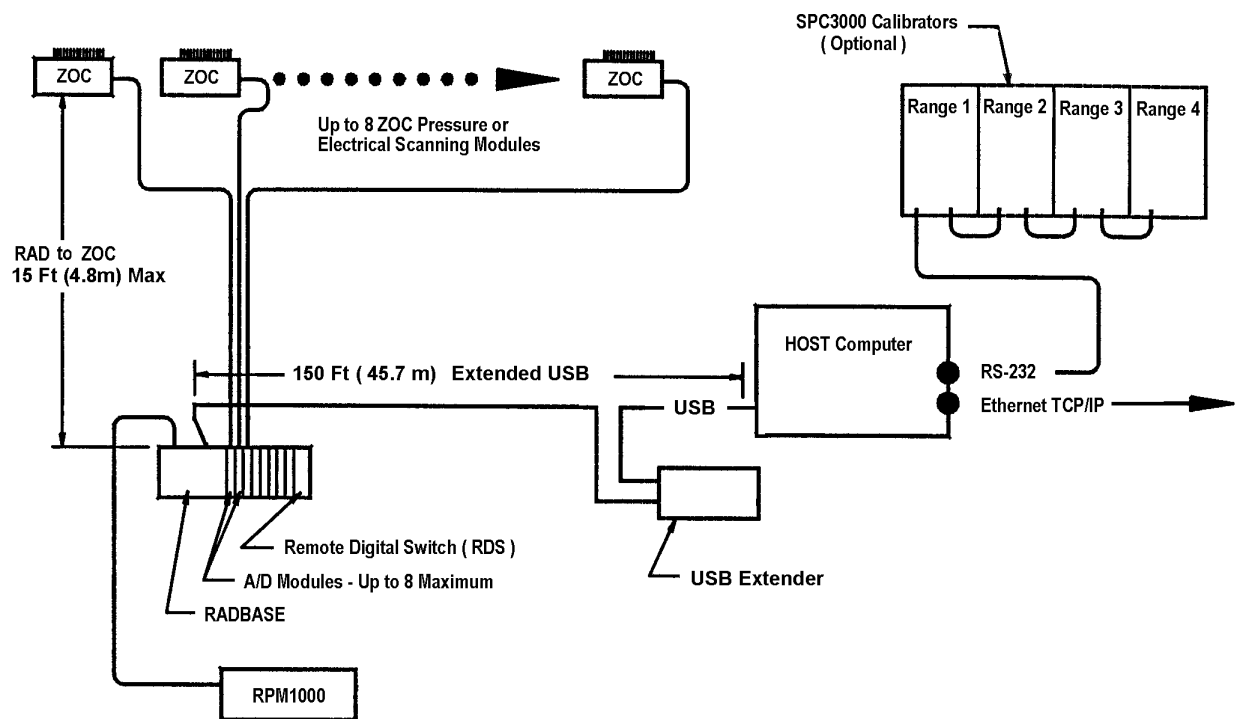 SPC3000 Calibrators
( Optional )
ZOC
ZOC
ZOC
Range 1
Range 2
Range 3
Range 4
Up to 8 ZOC Pressure or
Electrical Scanning Modules
RAD to ZOC
15 Ft (4.8m) Max
HOST Computer
150 Ft ( 45.7 m) Extended USB
RS-232
USB
Ethernet TCP/IP
Remote Digital Switch ( RDS )
A/D Modules - Up to 8 Maximum
USB Extender
RADBASE
RPM1000